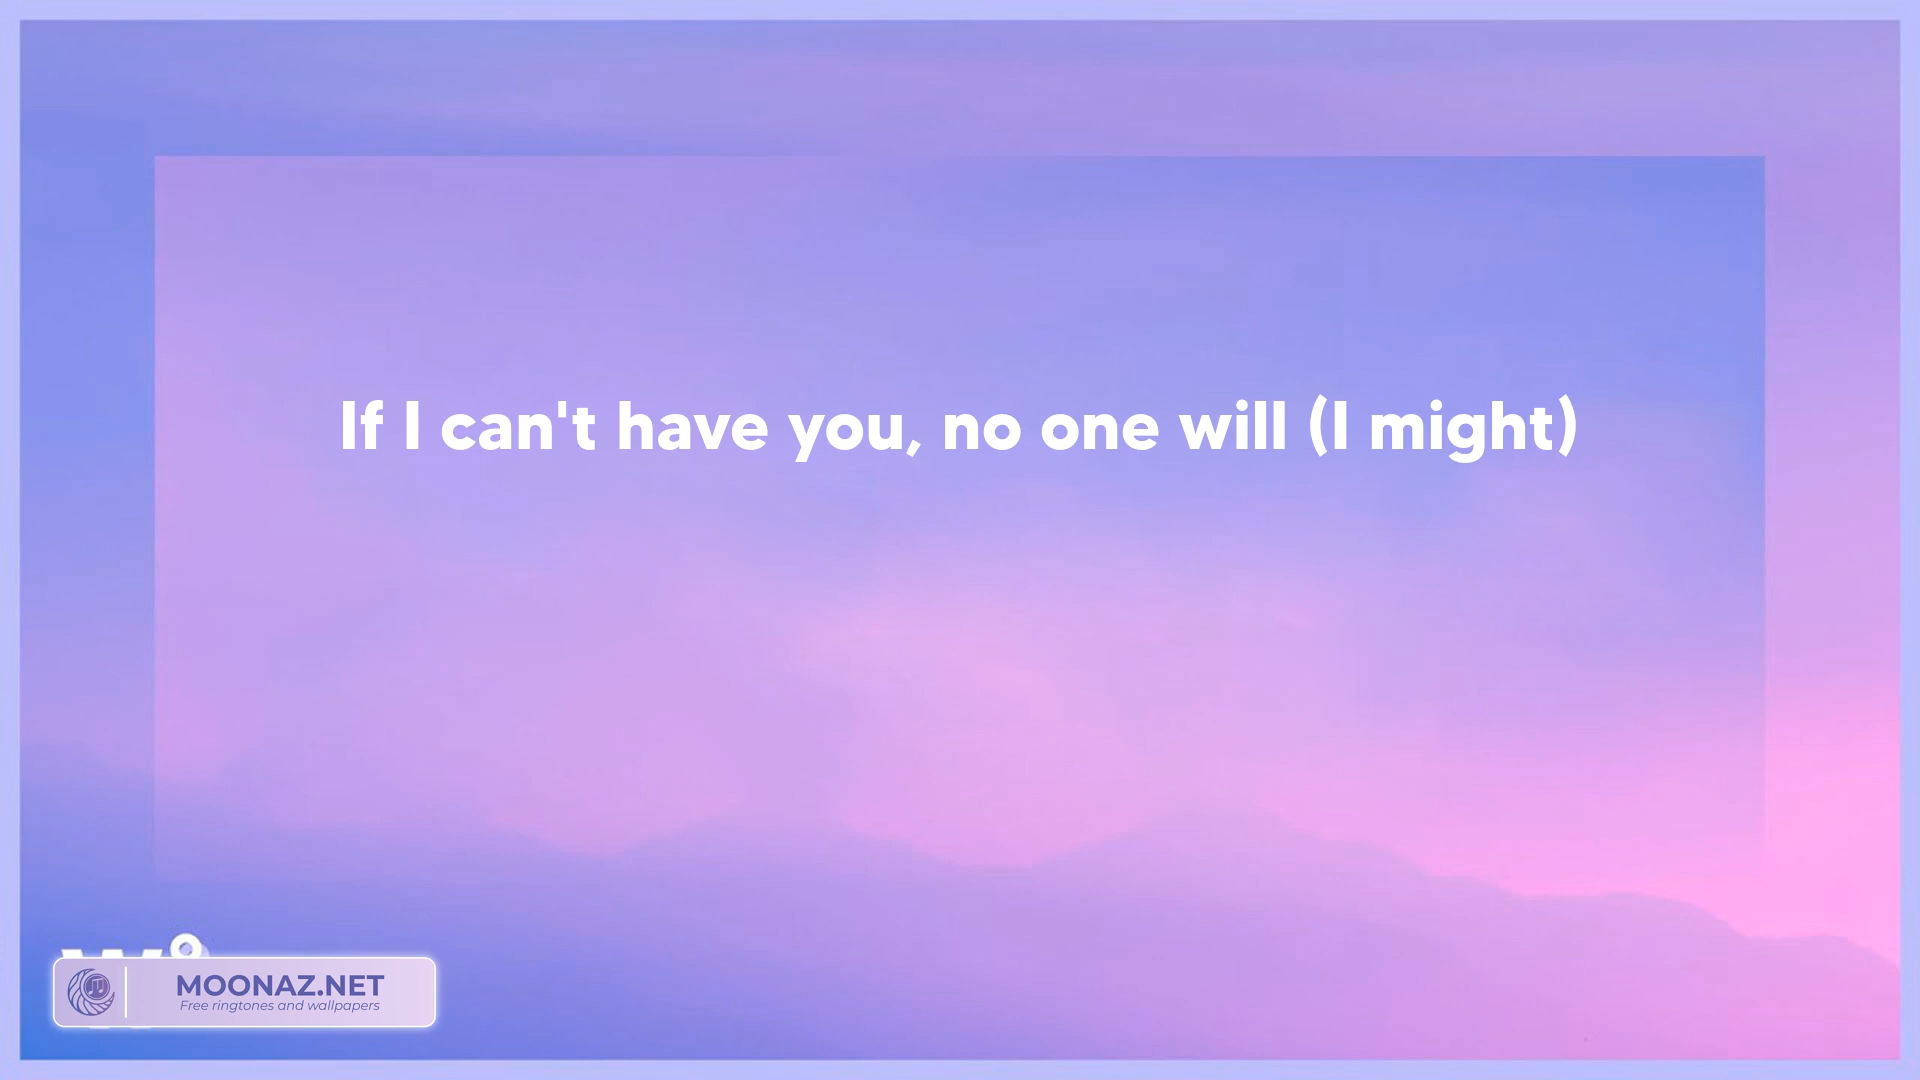 If I can't have you, no one will (I might)
MOONAZ.NET
Free ringtones and wallpapers